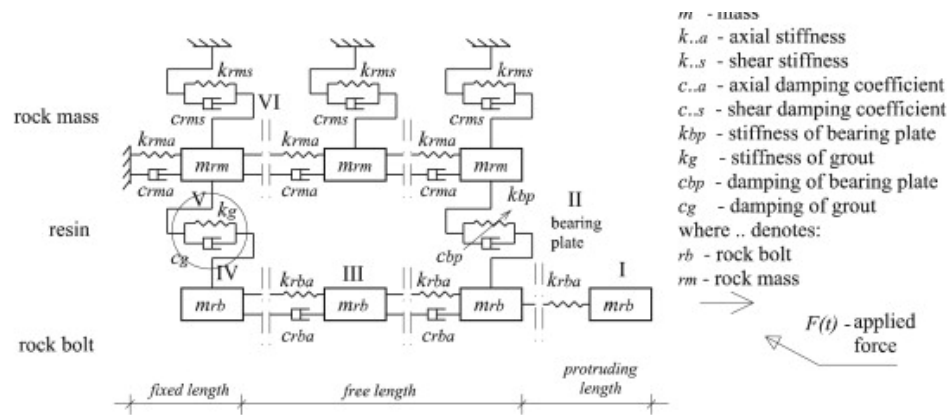 m - mass
k..a - axial stiffness
k..s - shear stiffness
c..a - axial damping coefficient
c..s - shear damping coefficient
kbp - stiffness of bearing plate
kg - stiffness of grout
cbp - damping of bearing plate
cg - damping of grout
where .. denotes:
rb - rock bolt
rm - rock mass
F(t) - applied
force
rock mass
resin
rock bolt
krms
krms
krms
crms
VI
crms
crms
krma
krma
krma
mrm
mrm
mrm
crma
crma
crma
V
kg
cg
kbp
cbp
II
bearing
plate
IV
krba
III
krba
krba
I
mrb
mrb
mrb
mrb
crba
crba
fixed length
free length
protruding
length